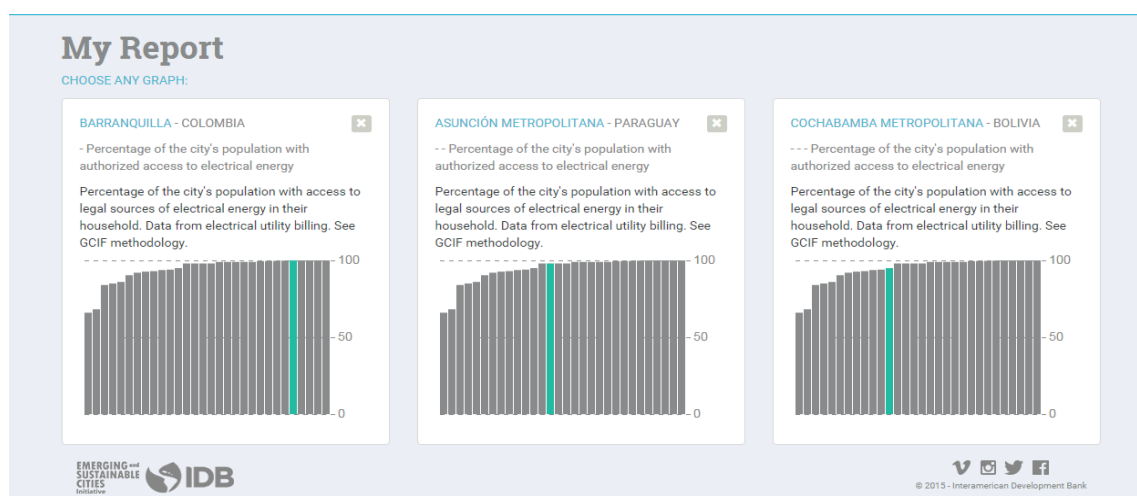 My Report
CHOOSE ANY GRAPH:
BARRANQUILLA - COLOMBIA
- Percentage of the city's population with
authorized access to electrical energy
Percentage of the city's population with access to
legal sources of electrical energy in their
household. Data from electrical utility billing. See
GCIF methodology.
100
50
0
ASUNCIÓN METROPOLITANA - PARAGUAY
- - Percentage of the city's population with
authorized access to electrical energy
Percentage of the city's population with access to
legal sources of electrical energy in their
household. Data from electrical utility billing. See
GCIF methodology.
100
50
0
COCHABAMBA METROPOLITANA - BOLIVIA
- - - Percentage of the city's population with
authorized access to electrical energy
Percentage of the city's population with access to
legal sources of electrical energy in their
household. Data from electrical utility billing. See
GCIF methodology.
100
50
0
EMERGING and
SUSTAINABLE
CITIES
Initiative
IDB
© 2015 - Interamerican Development Bank